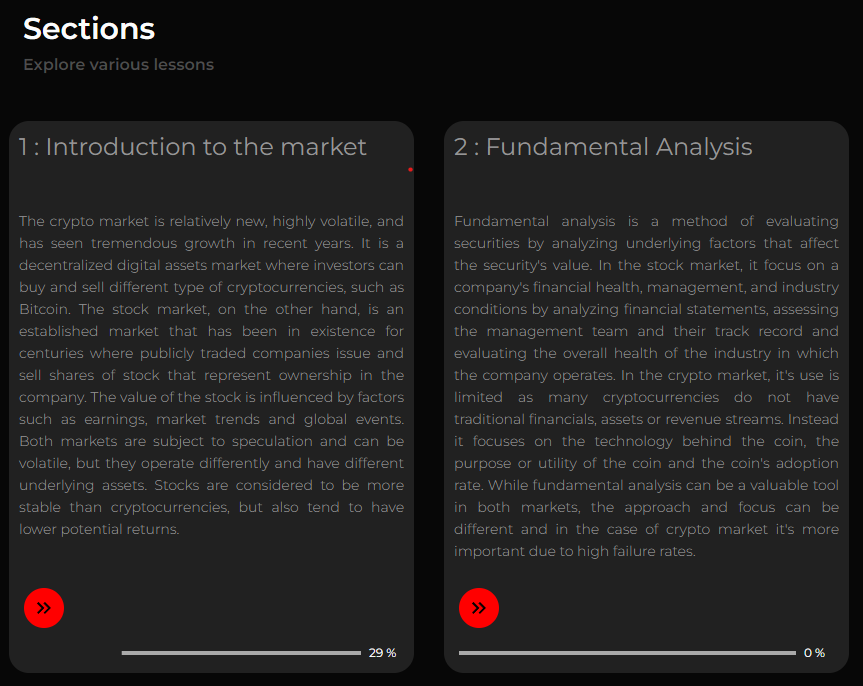 Sections
Explore various lessons
1 : Introduction to the market
The crypto market is relatively new, highly volatile, and
has seen tremendous growth in recent years. It is a
decentralized digital assets market where investors can
buy and sell different type of cryptocurrencies, such as
Bitcoin. The stock market, on the other hand, is an
established market that has been in existence for
centuries where publicly traded companies issue and
sell shares of stock that represent ownership in the
company. The value of the stock is influenced by factors
such as earnings, market trends and global events.
Both markets are subject to speculation and can be
volatile, but they operate differently and have different
underlying assets. Stocks are considered to be more
stable than cryptocurrencies, but also tend to have
lower potential returns.
29 %
2 : Fundamental Analysis
Fundamental analysis is a method of evaluating
securities by analyzing underlying factors that affect
the security's value. In the stock market, it focus on a
company's financial health, management, and industry
conditions by analyzing financial statements, assessing
the management team and their track record and
evaluating the overall health of the industry in which
the company operates. In the crypto market, it's use is
limited as many cryptocurrencies do not have
traditional financials, assets or revenue streams. Instead
it focuses on the technology behind the coin, the
purpose or utility of the coin and the coin's adoption
rate. While fundamental analysis can be a valuable tool
in both markets, the approach and focus can be
different and in the case of crypto market it's more
important due to high failure rates.
0 %